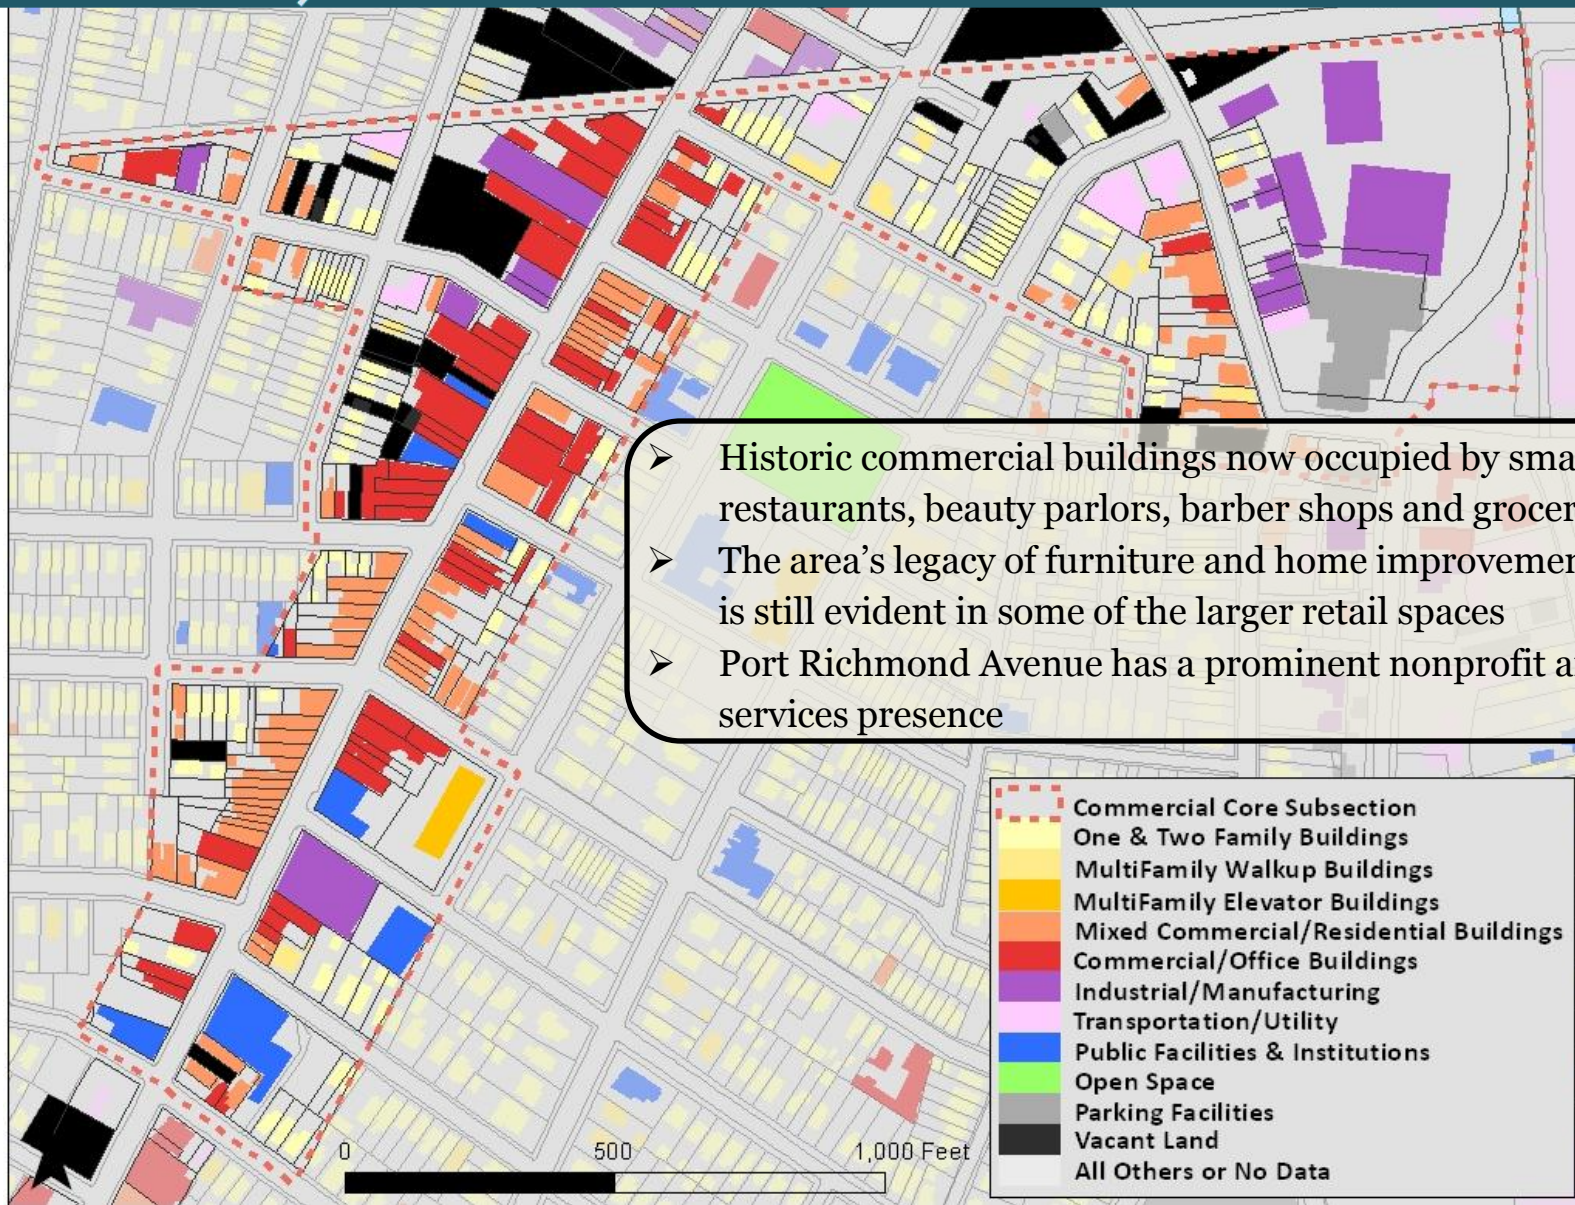 ➢ Historic commercial buildings now occupied by sma
restaurants, beauty parlors, barber shops and grocer
➢ The area’s legacy of furniture and home improvemen
is still evident in some of the larger retail spaces
➢ Port Richmond Avenue has a prominent nonprofit a
services presence
Commercial Core Subsection
One & Two Family Buildings
MultiFamily Walkup Buildings
MultiFamily Elevator Buildings
Mixed Commercial/Residential Buildings
Commercial/Office Buildings
Industrial/Manufacturing
Transportation/Utility
Public Facilities & Institutions
Open Space
Parking Facilities
Vacant Land
All Others or No Data
0 500 1,000 Feet